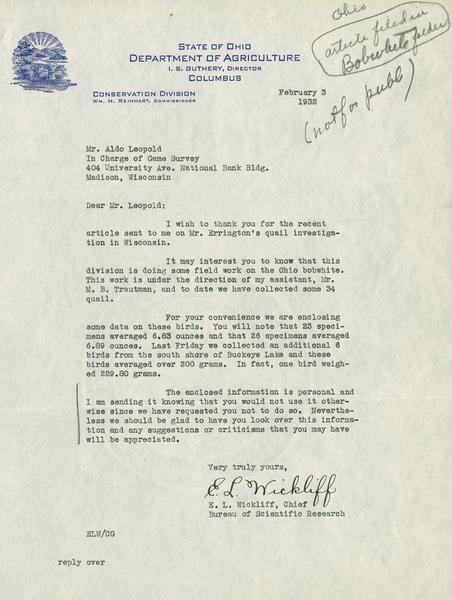 Ohio
article filed in
Bobwhite folder
(not for publ)
STATE OF OHIO
DEPARTMENT OF AGRICULTURE
I. S. GUTHERY, DIRECTOR
COLUMBUS
CONSERVATION DIVISION
WM. H. REINHART, COMMISSIONER
February 3
1932
Mr. Aldo Leopold
In Charge of Game Survey
404 University Ave. National Bank Bldg.
Madison, Wisconsin
Dear Mr. Leopold:
I wish to thank you for the recent
article sent to me on Mr. Errington's quail investiga-
tion in Wisconsin.
It may interest you to know that this
division is doing some field work on the Ohio bobwhite.
This work is under the direction of my assistant, Mr.
M. B. Trautman, and to date we have collected some 34
quail.
For your convenience we are enclosing
some data on these birds. You will note that 23 speci-
mens averaged 6.83 ounces and that 26 specimens averaged
6.89 ounces. Last Friday we collected an additional 6
birds from the south shore of Buckeye Lake and these
birds averaged over 200 grams. In fact, one bird weigh-
ed 229.80 grams.
The enclosed information is personal and
I am sending it knowing that you would not use it other-
wise since we have requested you not to do so. Neverthe-
less we should be glad to have you look over this informa-
tion and any suggestions or criticisms that you may have
will be appreciated.
Very truly yours,
E. L. Wickliff
E. L. Wickliff, Chief
Bureau of Scientific Research
ELW/CG
reply over